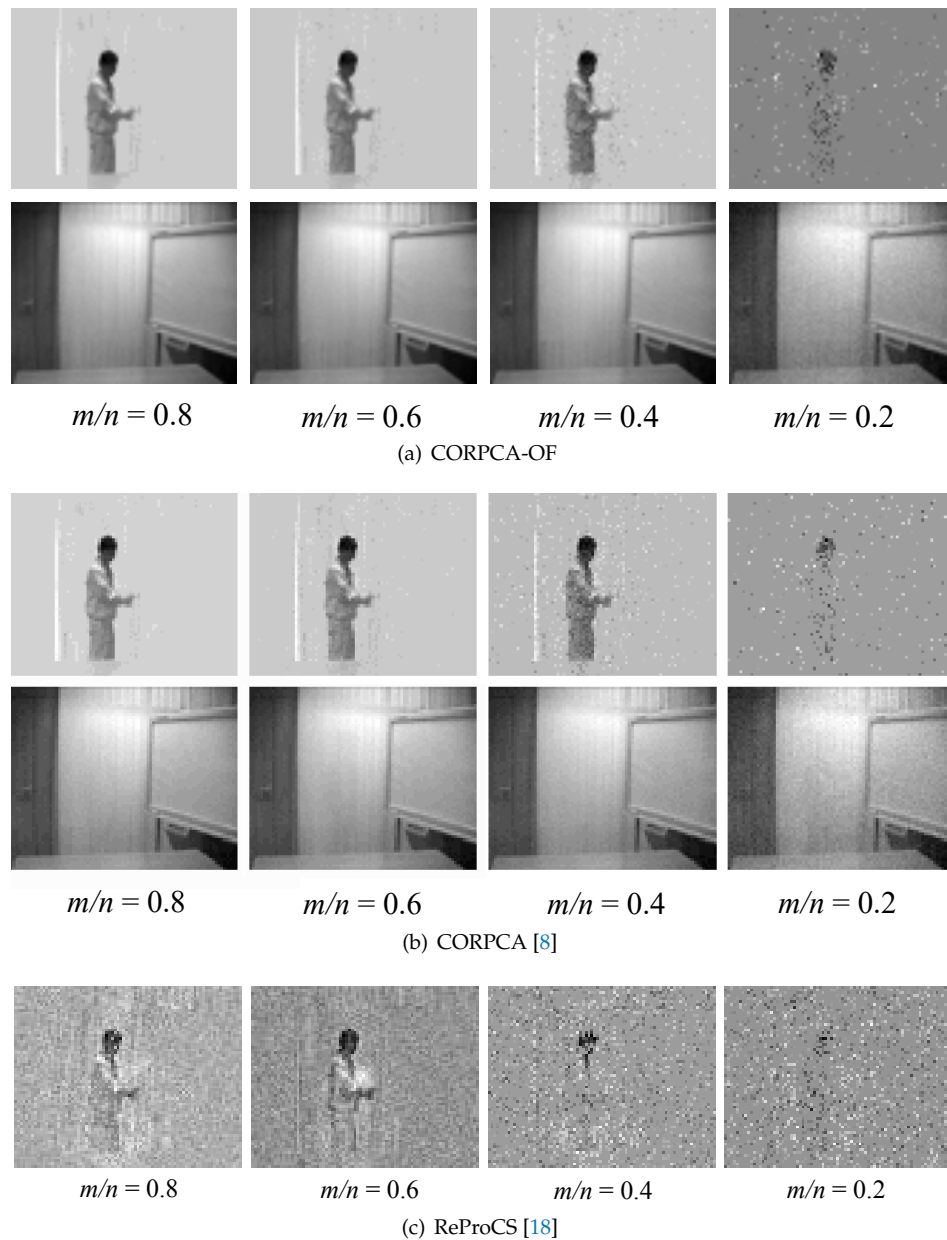 m/n = 0.8 m/n = 0.6 m/n = 0.4 m/n = 0.2
(a) CORPCA-OF
m/n = 0.8 m/n = 0.6 m/n = 0.4 m/n = 0.2
(b) CORPCA [8]
m/n = 0.8 m/n = 0.6 m/n = 0.4 m/n = 0.2
(c) ReProCS [18]